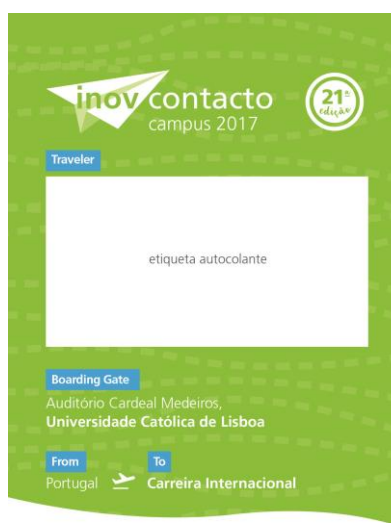 inov contacto
campus 2017
21ª
edição
Traveler
etiqueta autocolante
Boarding Gate
Auditório Cardeal Medeiros,
Universidade Católica de Lisboa
From To
Portugal Carreira Internacional